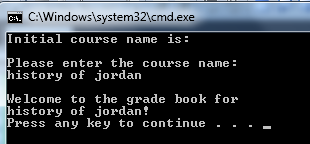 C:\Windows\system32\cmd.exe
Initial course name is:
Please enter the course name:
history of jordan
Welcome to the grade book for
history of jordan!
Press any key to continue . . . _